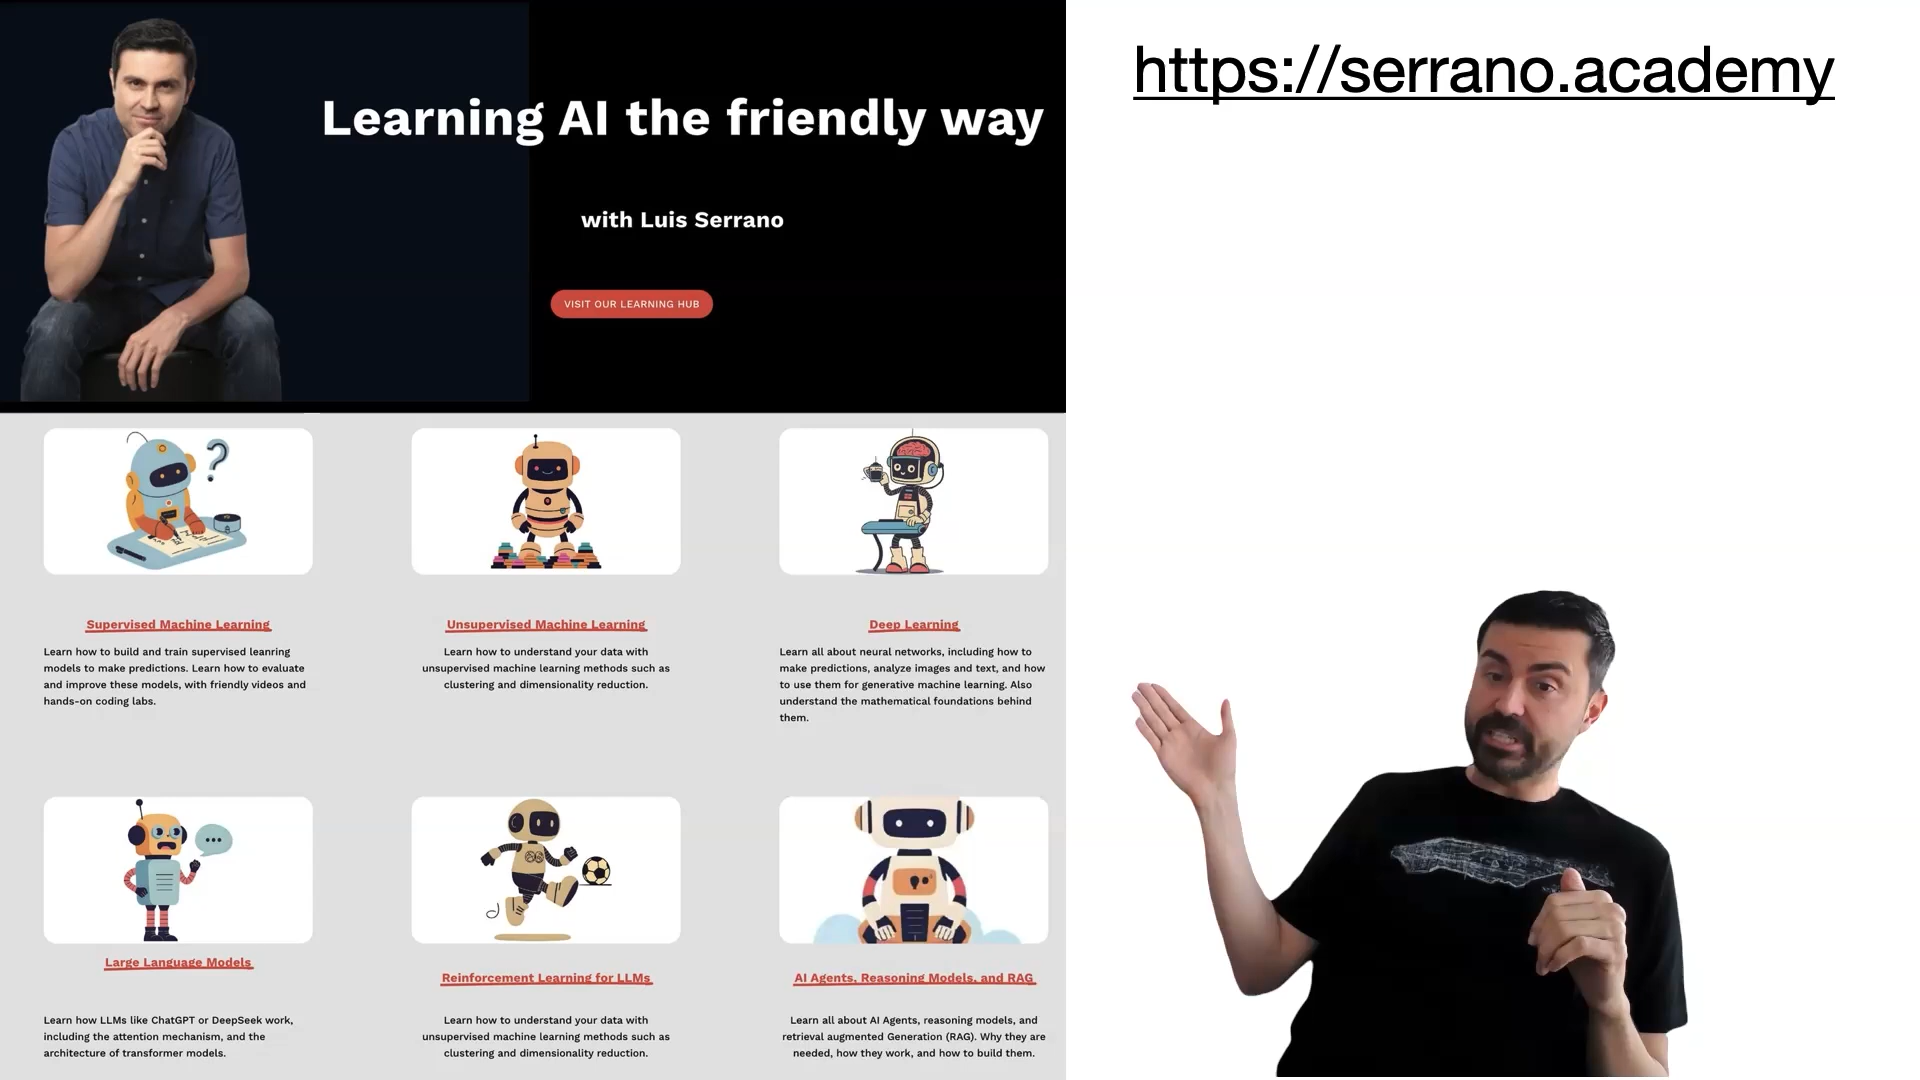 Learning AI the friendly way
with Luis Serrano
VISIT OUR LEARNING HUB
https://serrano.academy
Supervised Machine Learning
Learn how to build and train supervised leanring
models to make predictions. Learn how to evaluate
and improve these models, with friendly videos and
hands-on coding labs.
Unsupervised Machine Learning
Learn how to understand your data with
unsupervised machine learning methods such as
clustering and dimensionality reduction.
Deep Learning
Learn all about neural networks, including how to
make predictions, analyze images and text, and how
to use them for generative machine learning. Also
understand the mathematical foundations behind
them.
Large Language Models
Learn how LLMs like ChatGPT or DeepSeek work,
including the attention mechanism, and the
architecture of transformer models.
Reinforcement Learning for LLMs
Learn how to understand your data with
unsupervised machine learning methods such as
clustering and dimensionality reduction.
AI Agents, Reasoning Models, and RAG
Learn all about AI Agents, reasoning models, and
retrieval augmented Generation (RAG). Why they are
needed, how they work, and how to build them.